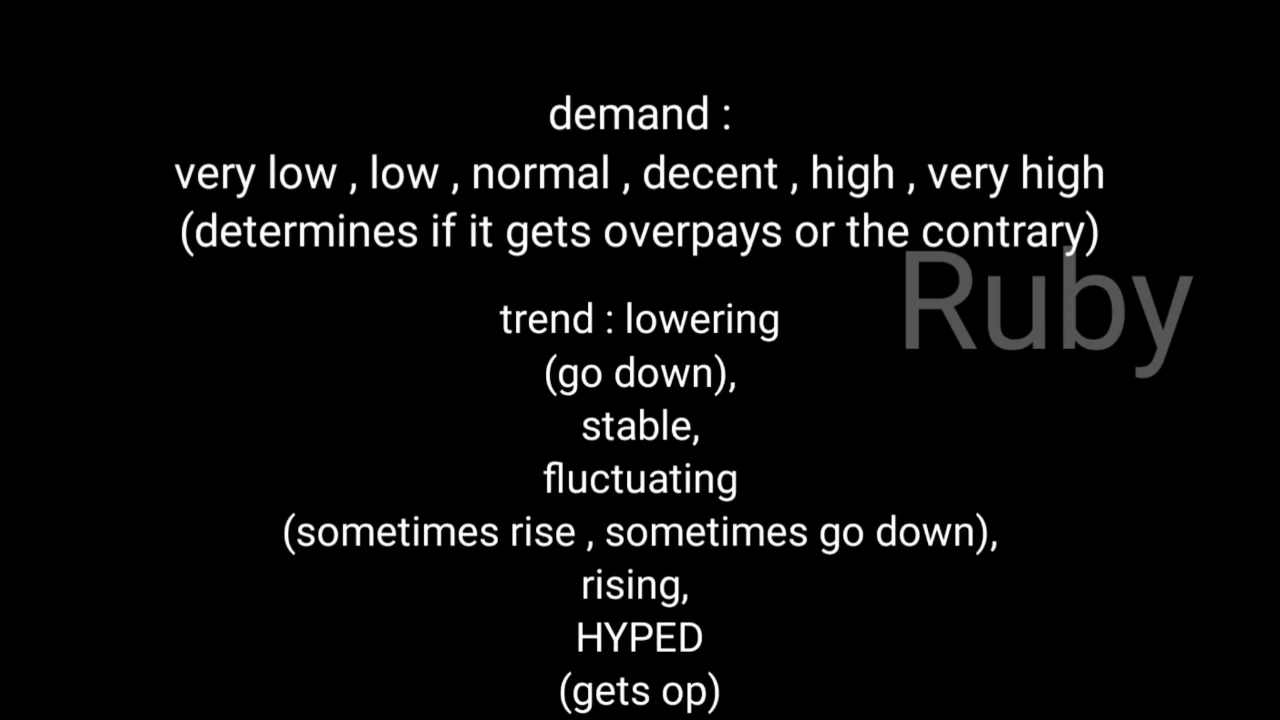 demand :
very low , low , normal , decent , high , very high
(determines if it gets overpays or the contrary)
Ruby
trend : lowering
(go down),
stable,
fluctuating
(sometimes rise , sometimes go down),
rising,
HYPED
(gets op)